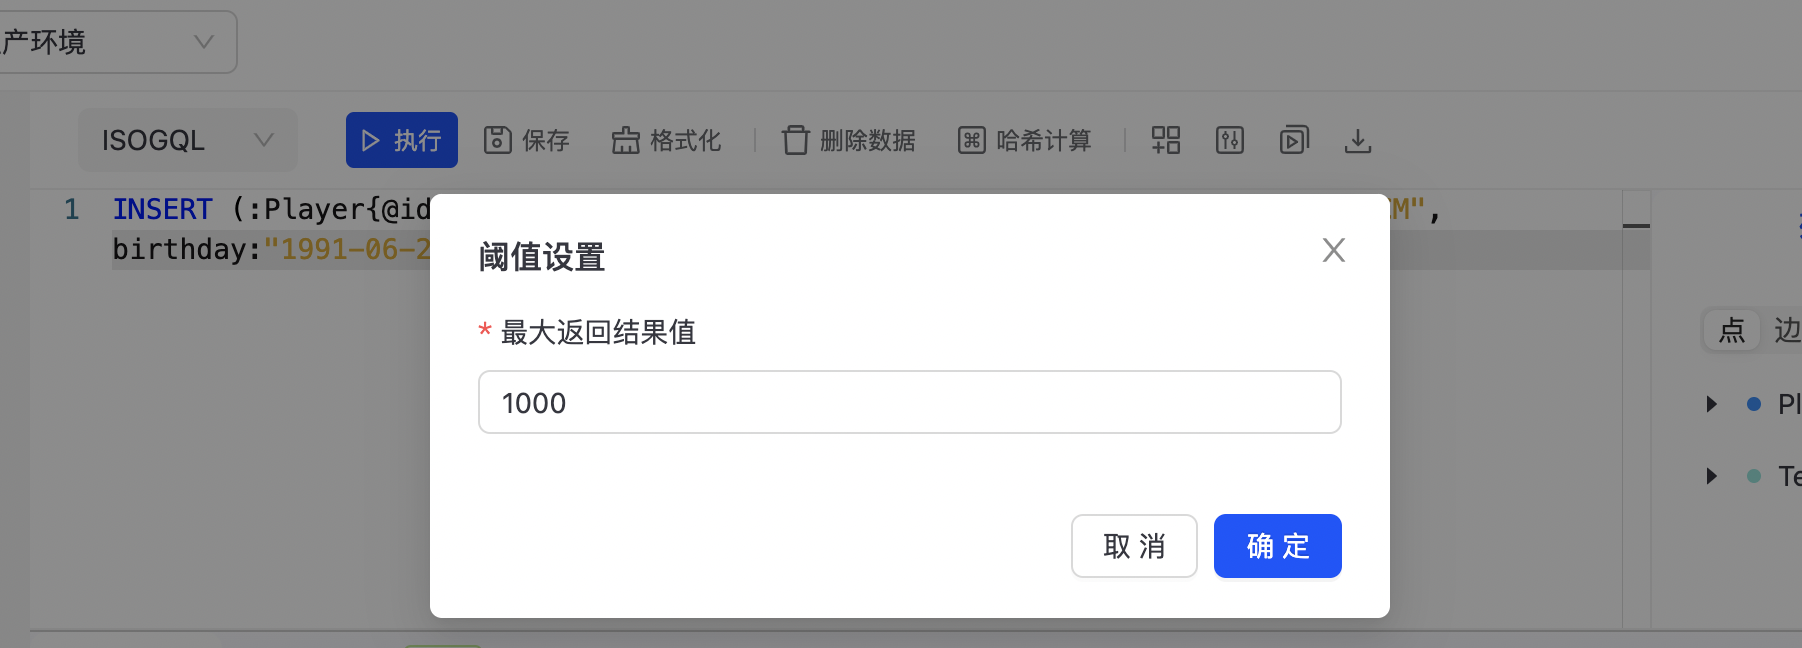 产环境
ISOGQL 执行 保存 格式化 删除数据 哈希计算
1 INSERT (:Player{@id M",
birthday:"1991-06-2
阈值设置
* 最大返回结果值
1000
取消 确定
点 边
Pl
Te